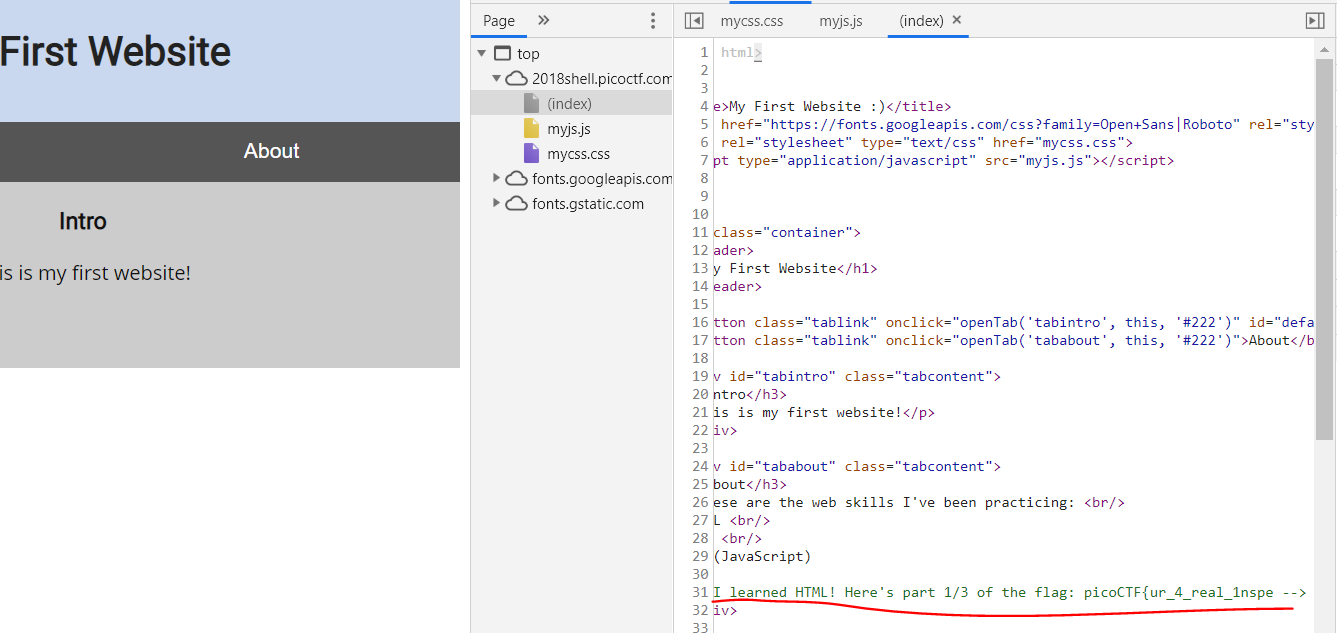 First Website
About
Intro
is is my first website!
Page
top
2018shell.picoctf.com
(index)
myjs.js
mycss.css
fonts.googleapis.com
fonts.gstatic.com
mycss.css myjs.js (index)
1 html>
2
3
4 e>My First Website :)</title>
5 href="https://fonts.googleapis.com/css?family=Open+Sans|Roboto" rel="sty
6 rel="stylesheet" type="text/css" href="mycss.css">
7 pt type="application/javascript" src="myjs.js"></script>
8
9
10
11 class="container">
12 ader>
13 y First Website</h1>
14 eader>
15
16 tton class="tablink" onclick="openTab('tabintro', this, '#222')" id="defa
17 tton class="tablink" onclick="openTab('tababout', this, '#222')">About</b
18
19 v id="tabintro" class="tabcontent">
20 ntro</h3>
21 is is my first website!</p>
22 iv>
23
24 v id="tababout" class="tabcontent">
25 bout</h3>
26 ese are the web skills I've been practicing: <br/>
27 L <br/>
28 <br/>
29 (JavaScript)
30
31 I learned HTML! Here's part 1/3 of the flag: picoCTF{ur_4_real_1nspe -->
32 iv>
33